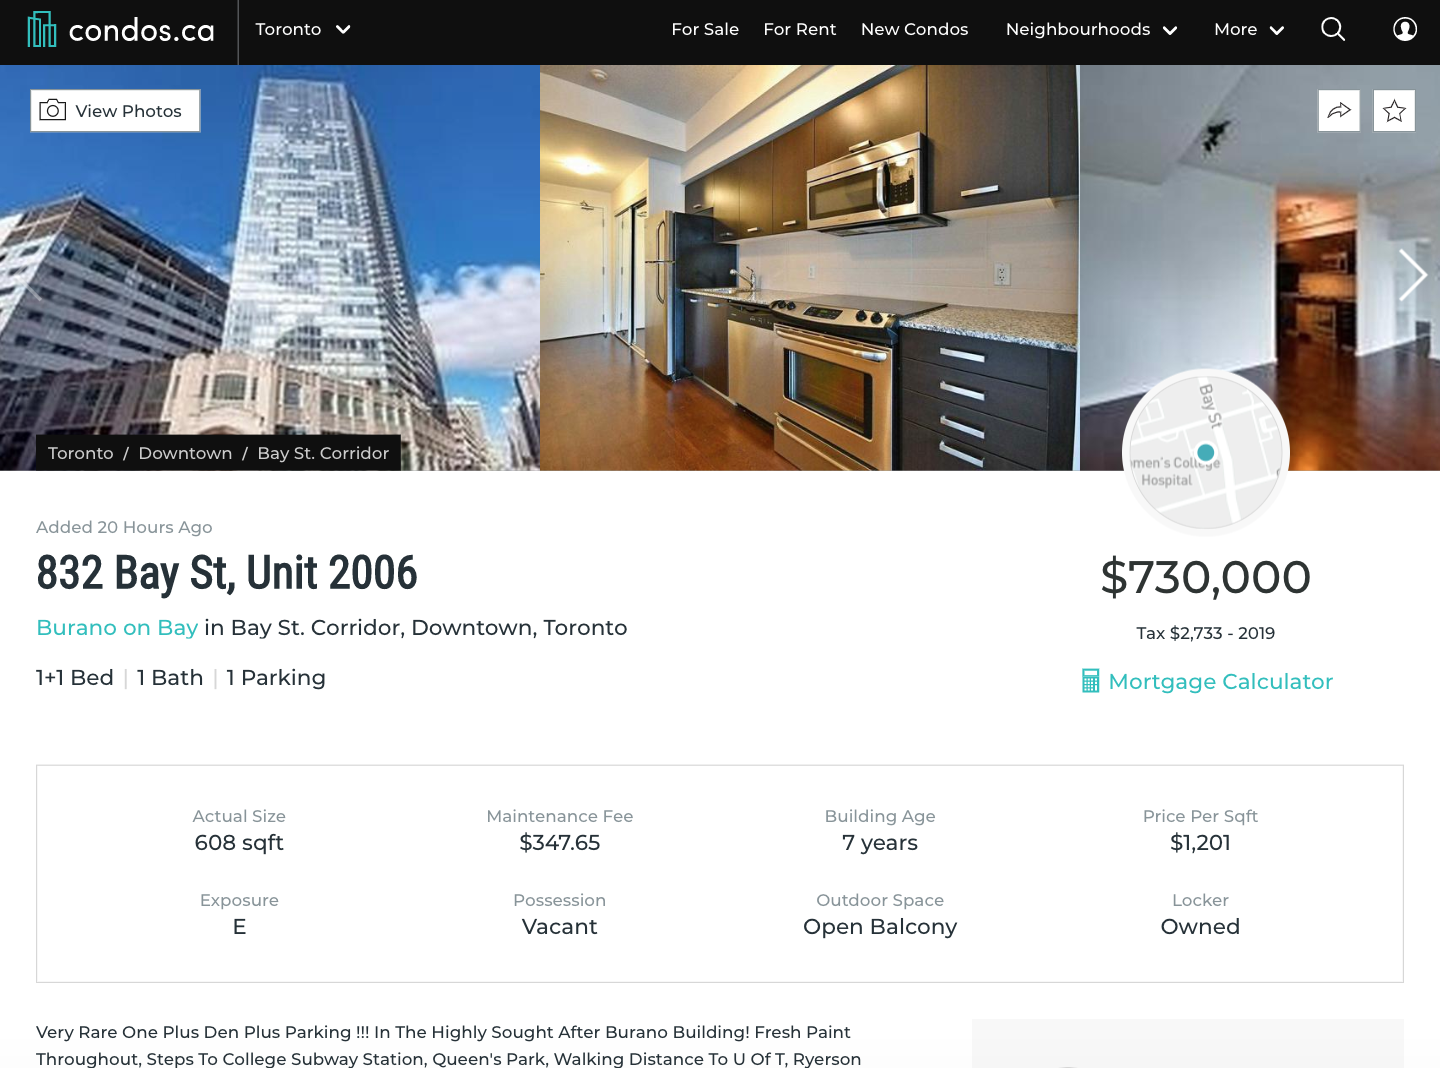 condos.ca
Toronto
For Sale
For Rent
New Condos
Neighbourhoods
More
View Photos
Toronto / Downtown / Bay St. Corridor
Bay St
men's College
Hospital
Added 20 Hours Ago
832 Bay St, Unit 2006
$730,000
Burano on Bay in Bay St. Corridor, Downtown, Toronto
Tax $2,733 - 2019
1+1 Bed | 1 Bath | 1 Parking
Mortgage Calculator
Actual Size
608 sqft
Maintenance Fee
$347.65
Building Age
7 years
Price Per Sqft
$1,201
Exposure
E
Possession
Vacant
Outdoor Space
Open Balcony
Locker
Owned
Very Rare One Plus Den Plus Parking !!! In The Highly Sought After Burano Building! Fresh Paint
Throughout, Steps To College Subway Station, Queen's Park, Walking Distance To U Of T, Ryerson